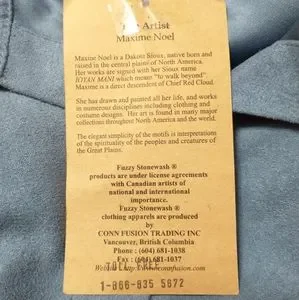 The Artist
Maxime Noel
Maxime Noel is a Dakota Sioux, native born and
raised in the central plains of North America.
Her works are signed with her Sioux name
IOYAN MANI which mean "to walk beyond"
Maxime is a direct descendent of Chief Red Cloud.
She has drawn and painted all her life, and works
in numerous disciplines including clothing and
costume designs. Her art is found in many major
collections throughout North America and the world.
The elegant simplicity of the motifs is interpretations
of the spirituality of the peoples and creatures of
the Great Plains.
Fuzzy Stonewash ®
products are under license agreements
with Canadian artists of
national and international
importance.
Fuzzy Stonewash ®
clothing apparels are produced
by
CONN FUSION TRADING INC
Vancouver, British Columbia
Phone : (604) 681-1038
Fax : (604) 681-1037
TOLL FREE
1-866-835 5672